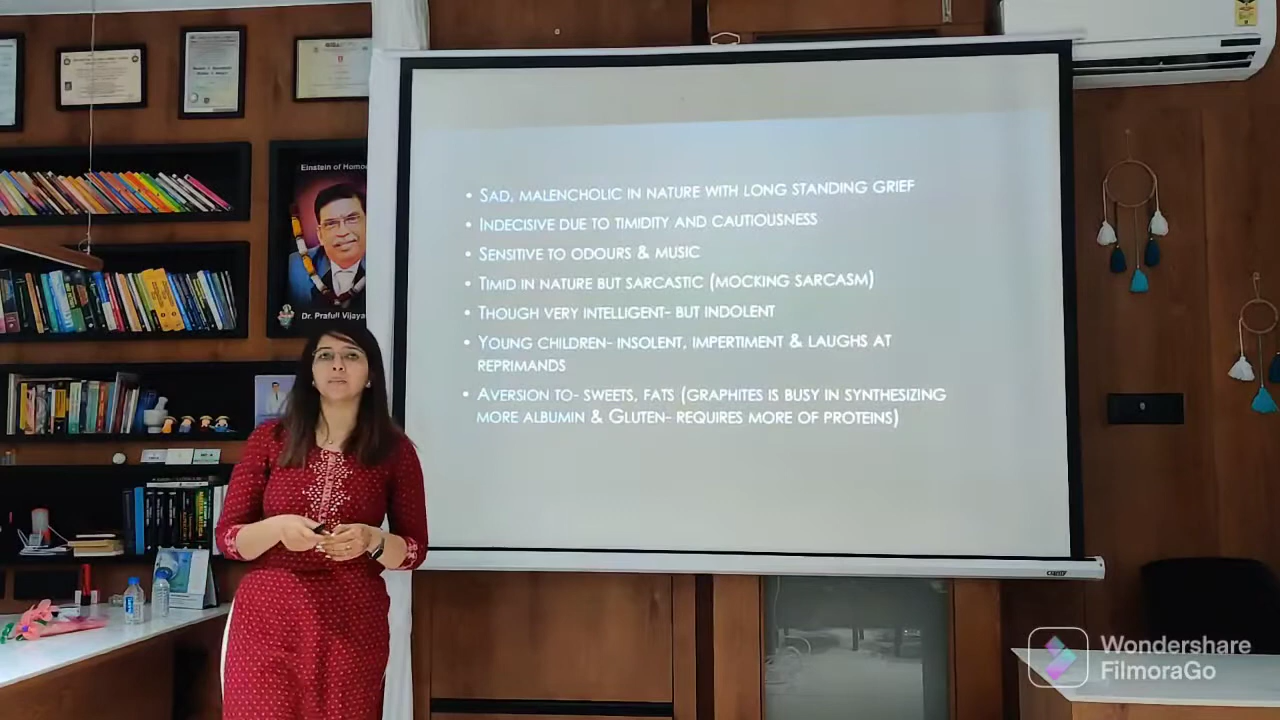 Einstein of Homoe
Dr. Prafull Vijaya
• SAD, MALENCHOLIC IN NATURE WITH LONG STANDING GRIEF
• INDECISIVE DUE TO TIMIDITY AND CAUTIOUSNESS
• SENSITIVE TO ODOURS & MUSIC
• TIMID IN NATURE BUT SARCASTIC (MOCKING SARCASM)
• THOUGH VERY INTELLIGENT- BUT INDOLENT
• YOUNG CHILDREN- INSOLENT, IMPERTIMENT & LAUGHS AT
REPRIMANDS
• AVERSION TO- SWEETS, FATS (GRAPHITES IS BUSY IN SYNTHESIZING
MORE ALBUMIN & GLUTEN- REQUIRES MORE OF PROTEINS)
Wondershare
FilmoraGo